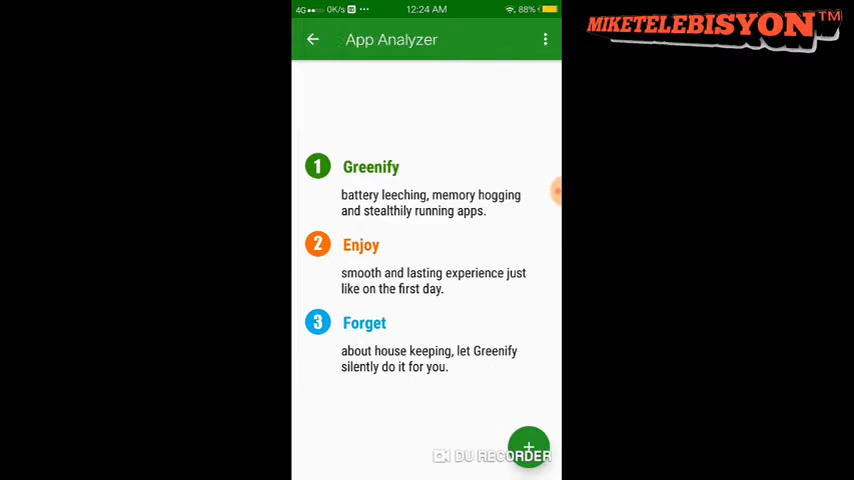 4G 0K/s ... 12:24 AM 88%
MIKETELEBISYON™
App Analyzer
1 Greenify
battery leeching, memory hogging
and stealthily running apps.
2 Enjoy
smooth and lasting experience just
like on the first day.
3 Forget
about house keeping, let Greenify
silently do it for you.
+
DU RECORDER